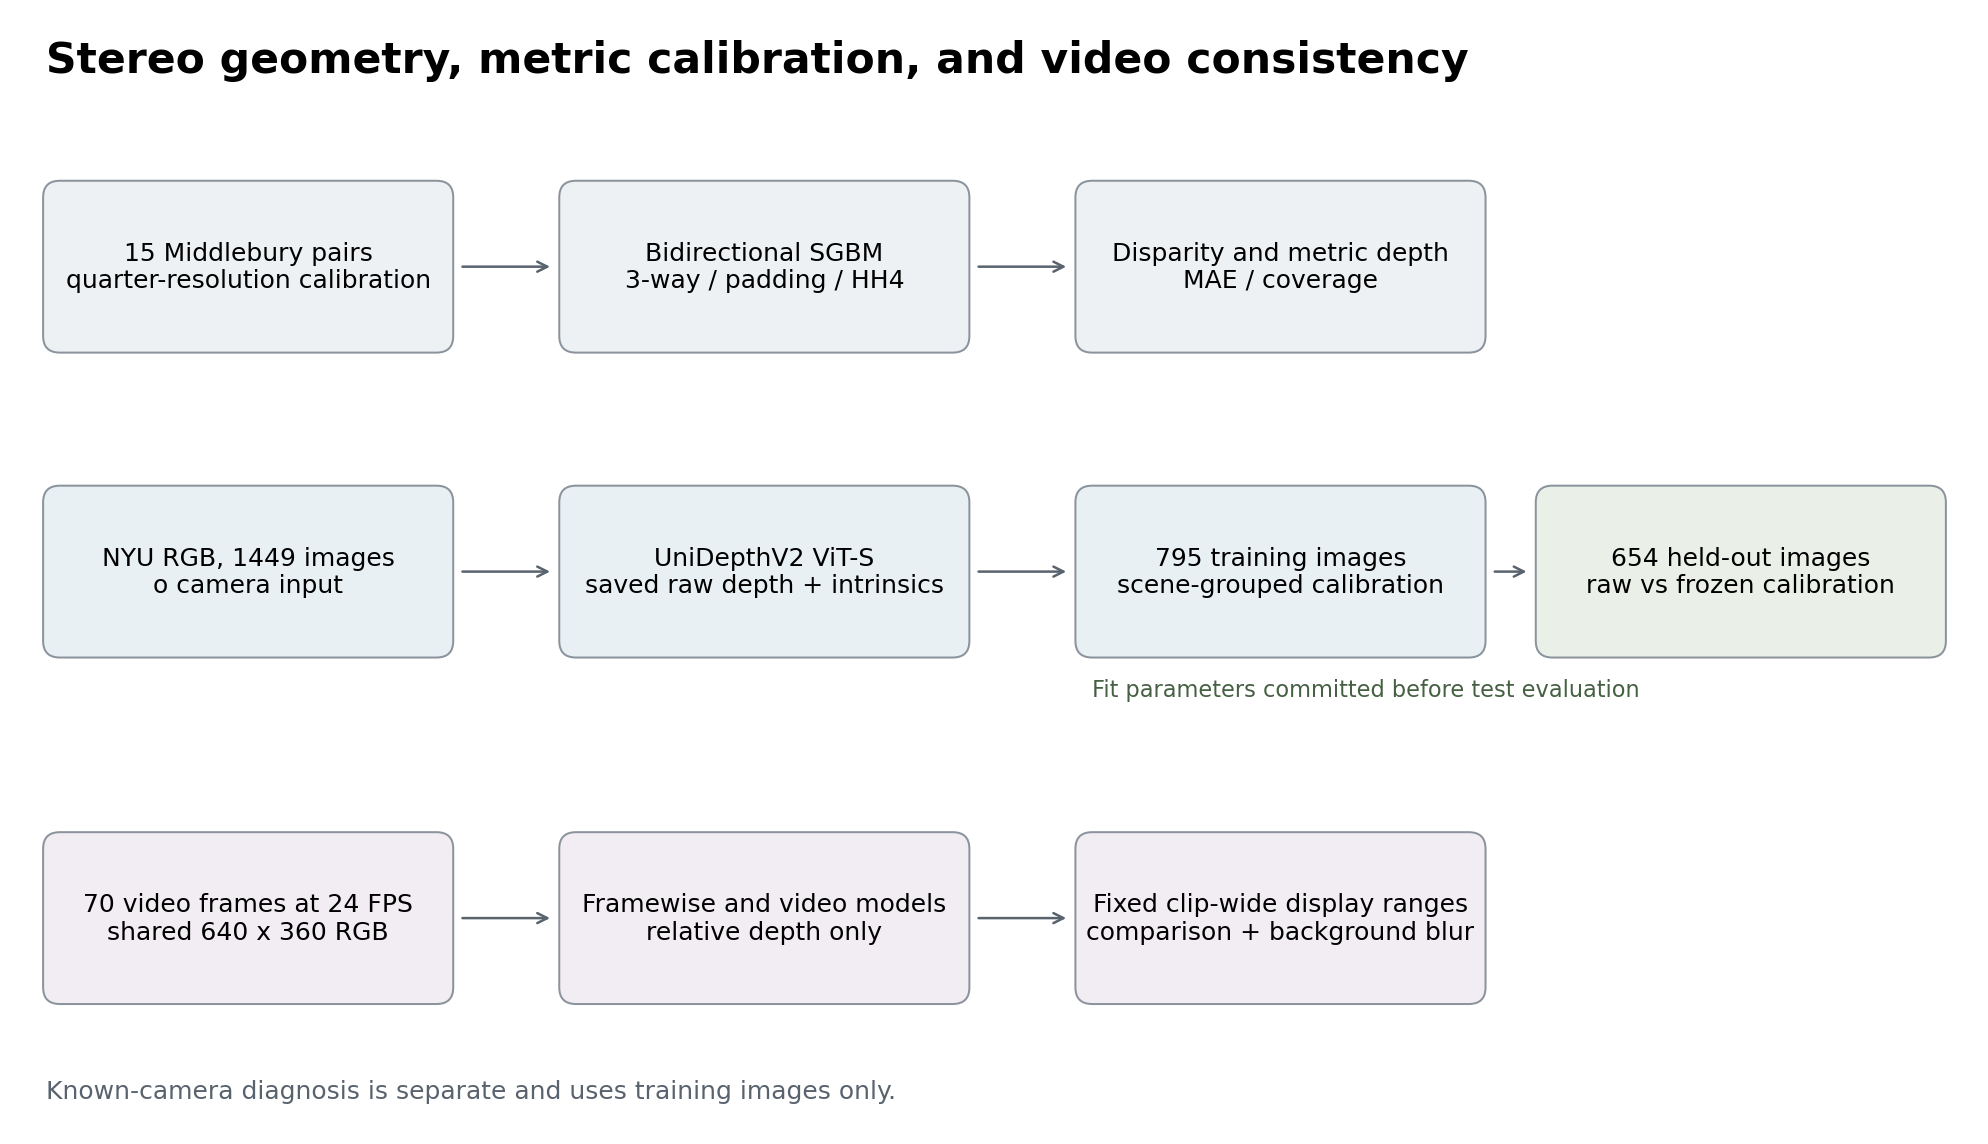 Stereo geometry, metric calibration, and video consistency
15 Middlebury pairs
quarter-resolution calibration
Bidirectional SGBM
3-way / padding / HH4
Disparity and metric depth
MAE / coverage
NYU RGB, 1449 images
o camera input
UniDepthV2 ViT-S
saved raw depth + intrinsics
795 training images
scene-grouped calibration
654 held-out images
raw vs frozen calibration
Fit parameters committed before test evaluation
70 video frames at 24 FPS
shared 640 x 360 RGB
Framewise and video models
relative depth only
Fixed clip-wide display ranges
comparison + background blur
Known-camera diagnosis is separate and uses training images only.